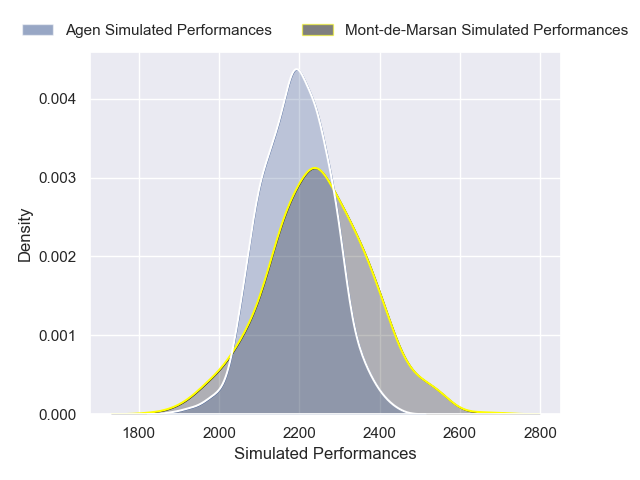 Agen Simulated Performances Mont-de-Marsan Simulated Performances
0.004
0.003
0.002
0.001
0.000
Density
1800 2000 2200 2400 2600 2800
Simulated Performances